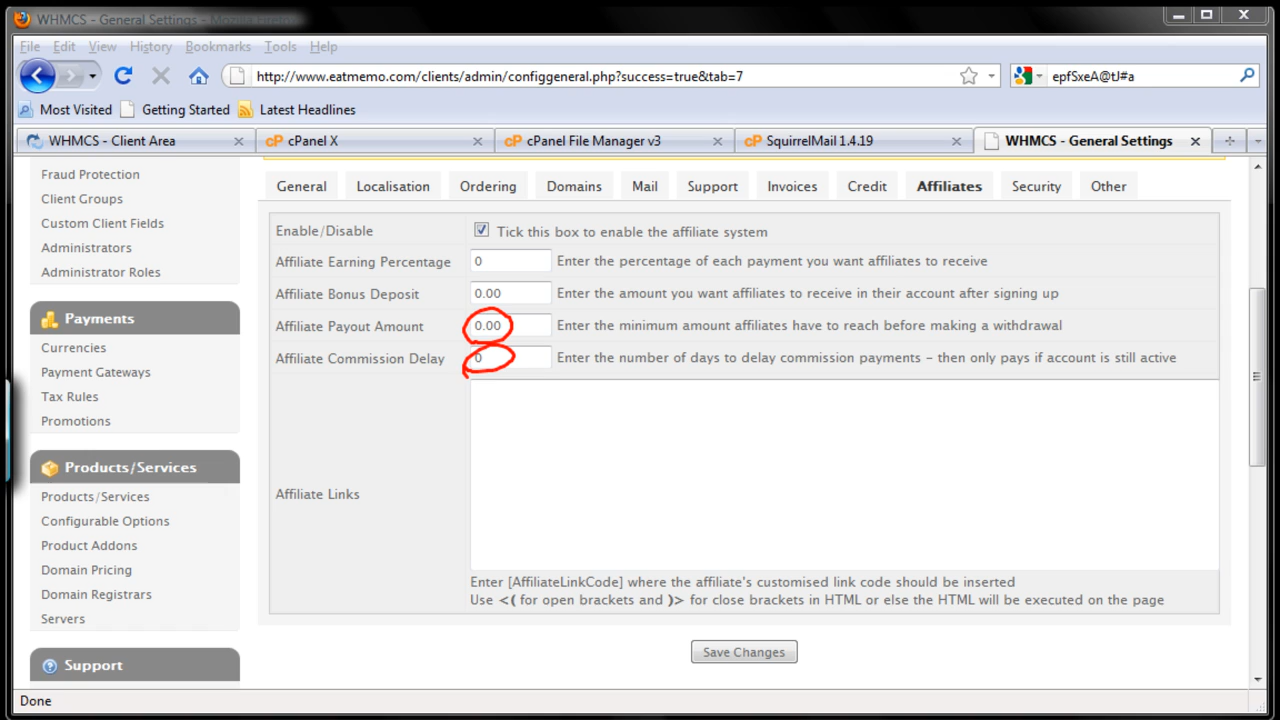 WHMCS - General Settings - Mozilla Firefox
File Edit View History Bookmarks Tools Help
http://www.eatmemo.com/clients/admin/configgeneral.php?success=true&tab=7
epfSxeA@tJ#a
Most Visited Getting Started Latest Headlines
WHMCS - Client Area
cP cPanel X
cP cPanel File Manager v3
cP SquirrelMail 1.4.19
WHMCS - General Settings
Fraud Protection
Client Groups
Custom Client Fields
Administrators
Administrator Roles
Payments
Currencies
Payment Gateways
Tax Rules
Promotions
Products/Services
Products/Services
Configurable Options
Product Addons
Domain Pricing
Domain Registrars
Servers
Support
General Localisation Ordering Domains Mail Support Invoices Credit Affiliates Security Other
Enable/Disable Tick this box to enable the affiliate system
Affiliate Earning Percentage 0 Enter the percentage of each payment you want affiliates to receive
Affiliate Bonus Deposit 0.00 Enter the amount you want affiliates to receive in their account after signing up
Affiliate Payout Amount 0.00 Enter the minimum amount affiliates have to reach before making a withdrawal
Affiliate Commission Delay 0 Enter the number of days to delay commission payments - then only pays if account is still active
Affiliate Links
Enter [AffiliateLinkCode] where the affiliate's customised link code should be inserted
Use <( for open brackets and )> for close brackets in HTML or else the HTML will be executed on the page
Save Changes
Done